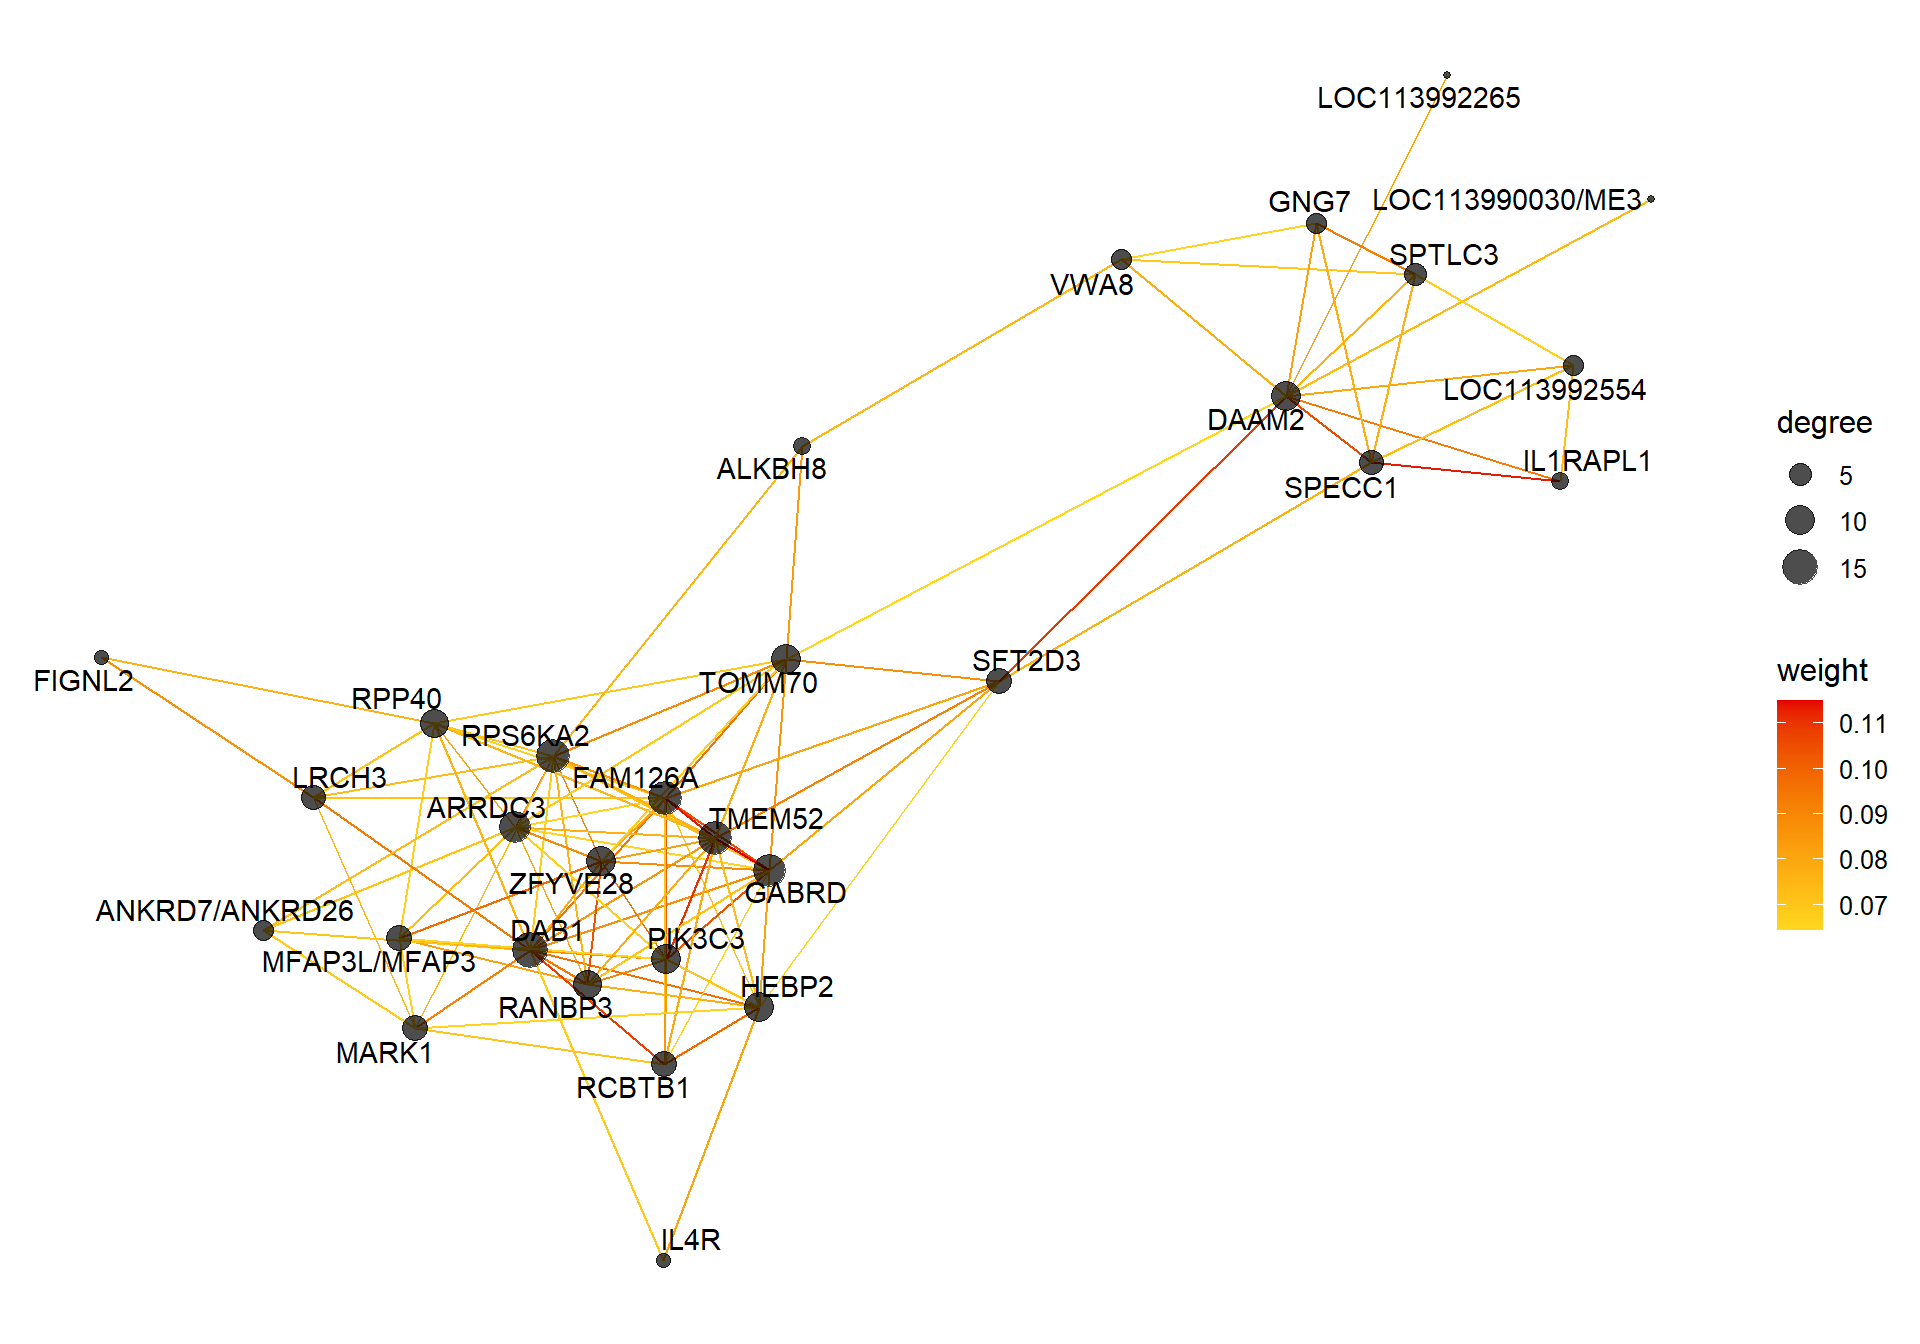 LOC113992265
LOC113990030/ME3
GNG7
SPTLC3
VWA8
LOC113992554
DAAM2
degree
IL1RAPL1
ALKBH8
SPECC1
5
10
15
SFT2D3
FIGNL2
TOMM70
weight
RPP40
RPS6KA2
0.11
LRCH3
FAM126A
0.10
ARRDC3
TMEM52
0.09
ZFYVE28
GABRD
0.08
ANKRD7/ANKRD26
0.07
DAB1
PIK3C3
MFAP3L/MFAP3
HEBP2
RANBP3
MARK1
RCBTB1
IL4R